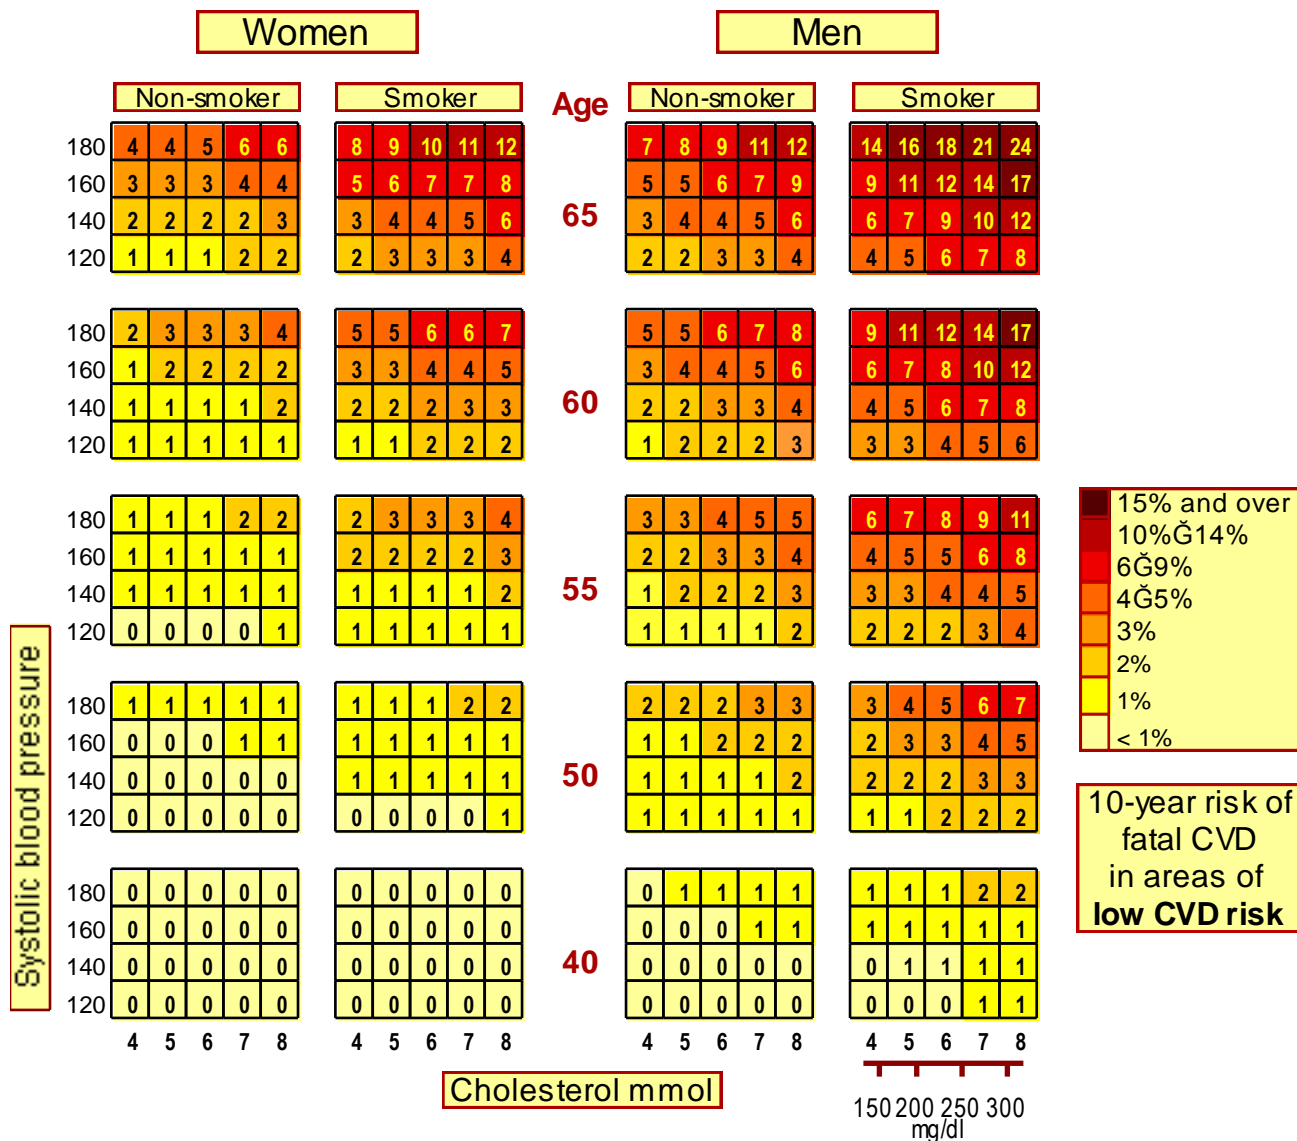 Women Men
Non-smoker Smoker Age Non-smoker Smoker
180 4 4 5 6 6 8 9 10 11 12 7 8 9 11 12 14 16 18 21 24
160 3 3 3 4 4 5 6 7 7 8 5 5 6 7 9 9 11 12 14 17
65
140 2 2 2 2 3 3 4 4 5 6 3 4 4 5 6 6 7 9 10 12
120 1 1 1 2 2 2 3 3 3 4 2 2 3 3 4 4 5 6 7 8
180 2 3 3 3 4 5 5 6 6 7 5 5 6 7 8 9 11 12 14 17
160 1 2 2 2 2 3 3 4 4 5 3 4 4 5 6 6 7 8 10 12
60
140 1 1 1 1 2 2 2 2 3 3 2 2 3 3 4 4 5 6 7 8
120 1 1 1 1 1 1 1 2 2 2 1 2 2 2 3 3 3 4 5 6
180 1 1 1 2 2 2 3 3 3 4 3 3 4 5 5 6 7 8 9 11
160 1 1 1 1 1 2 2 2 2 3 2 2 3 3 4 4 5 5 6 8
55
140 1 1 1 1 1 1 1 1 1 2 1 2 2 2 3 3 3 4 4 5
120 0 0 0 0 1 1 1 1 1 1 1 1 1 1 2 2 2 2 3 4
180 1 1 1 1 1 1 1 1 2 2 2 2 2 3 3 3 4 5 6 7
160 0 0 0 1 1 1 1 1 1 1 1 1 2 2 2 2 3 3 4 5
50
140 0 0 0 0 0 1 1 1 1 1 1 1 1 1 2 2 2 2 3 3
120 0 0 0 0 0 0 0 0 0 1 1 1 1 1 1 1 1 2 2 2
180 0 0 0 0 0 0 0 0 0 0 0 1 1 1 1 1 1 1 2 2
160 0 0 0 0 0 0 0 0 0 0 0 0 0 1 1 1 1 1 1 1
40
140 0 0 0 0 0 0 0 0 0 0 0 0 0 0 0 0 1 1 1 1
120 0 0 0 0 0 0 0 0 0 0 0 0 0 0 0 0 0 0 1 1
4 5 6 7 8 4 5 6 7 8 4 5 6 7 8 4 5 6 7 8
Cholesterol mmol
150 200 250 300
mg/dl
Systolic blood pressure
15% and over
10%Ğ14%
6Ğ9%
4Ğ5%
3%
2%
1%
< 1%
10-year risk of
fatal CVD
in areas of
low CVD risk